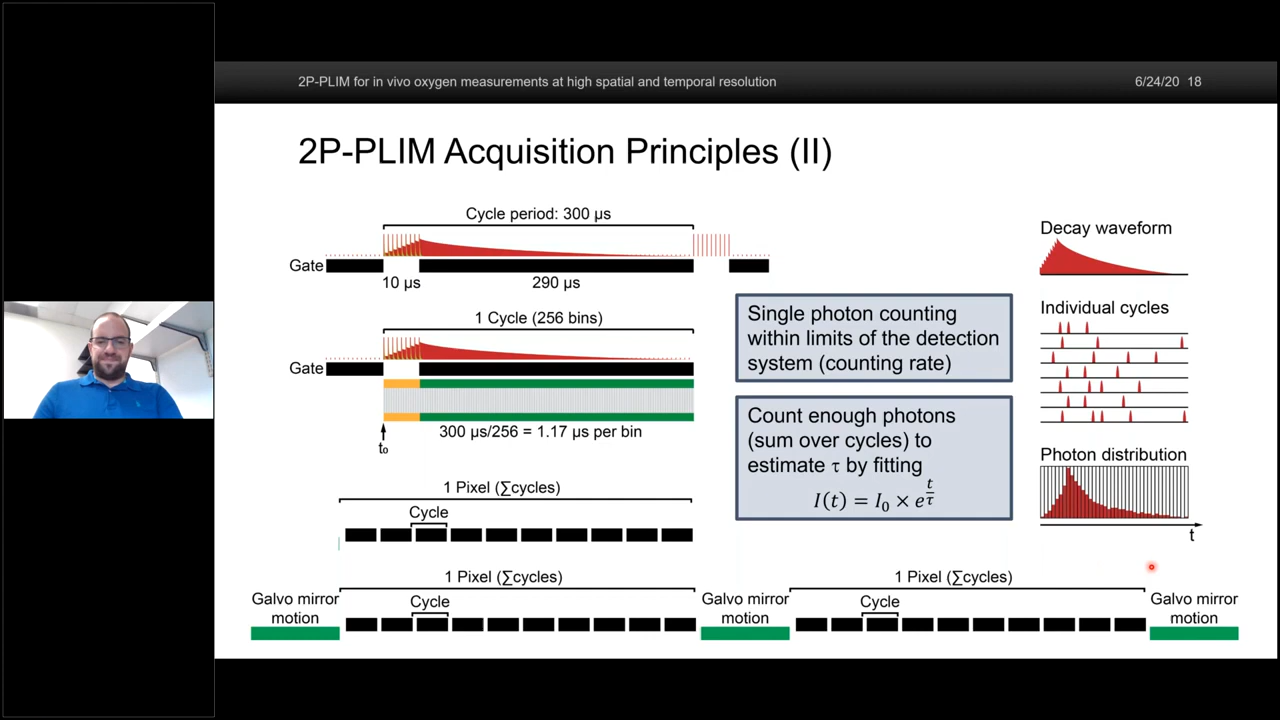 2P-PLIM for in vivo oxygen measurements at high spatial and temporal resolution
6/24/20 18
2P-PLIM Acquisition Principles (II)
Cycle period: 300 µs
Gate
10 µs
290 µs
1 Cycle (256 bins)
Gate
300 µs/256 = 1.17 µs per bin
t₀
1 Pixel (∑cycles)
Cycle
1 Pixel (∑cycles)
Galvo mirror
motion
Cycle
Galvo mirror
motion
1 Pixel (∑cycles)
Cycle
Galvo mirror
motion
Single photon counting
within limits of the detection
system (counting rate)
Count enough photons
(sum over cycles) to
estimate τ by fitting
I(t) = I₀ × e^(t/τ)
Decay waveform
Individual cycles
Photon distribution
t